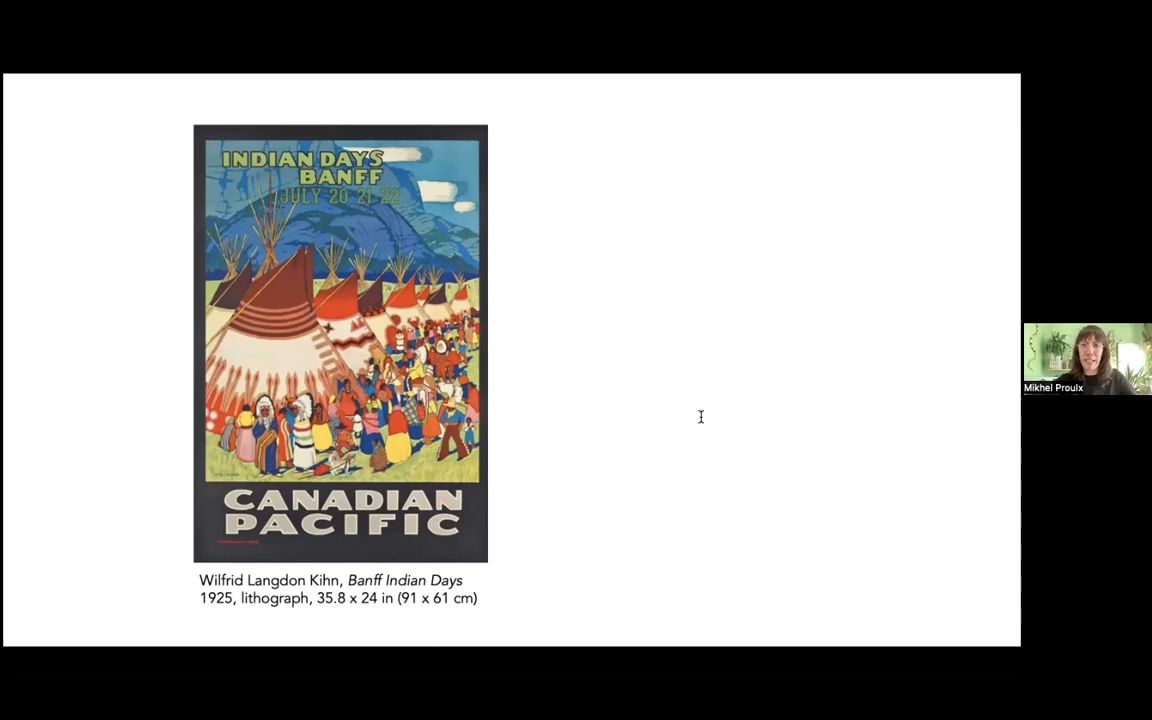 INDIAN DAYS
BANFF
JULY 20 21 22
CANADIAN
PACIFIC
Wilfrid Langdon Kihn, Banff Indian Days
1925, lithograph, 35.8 x 24 in (91 x 61 cm)
Mikhel Proulx